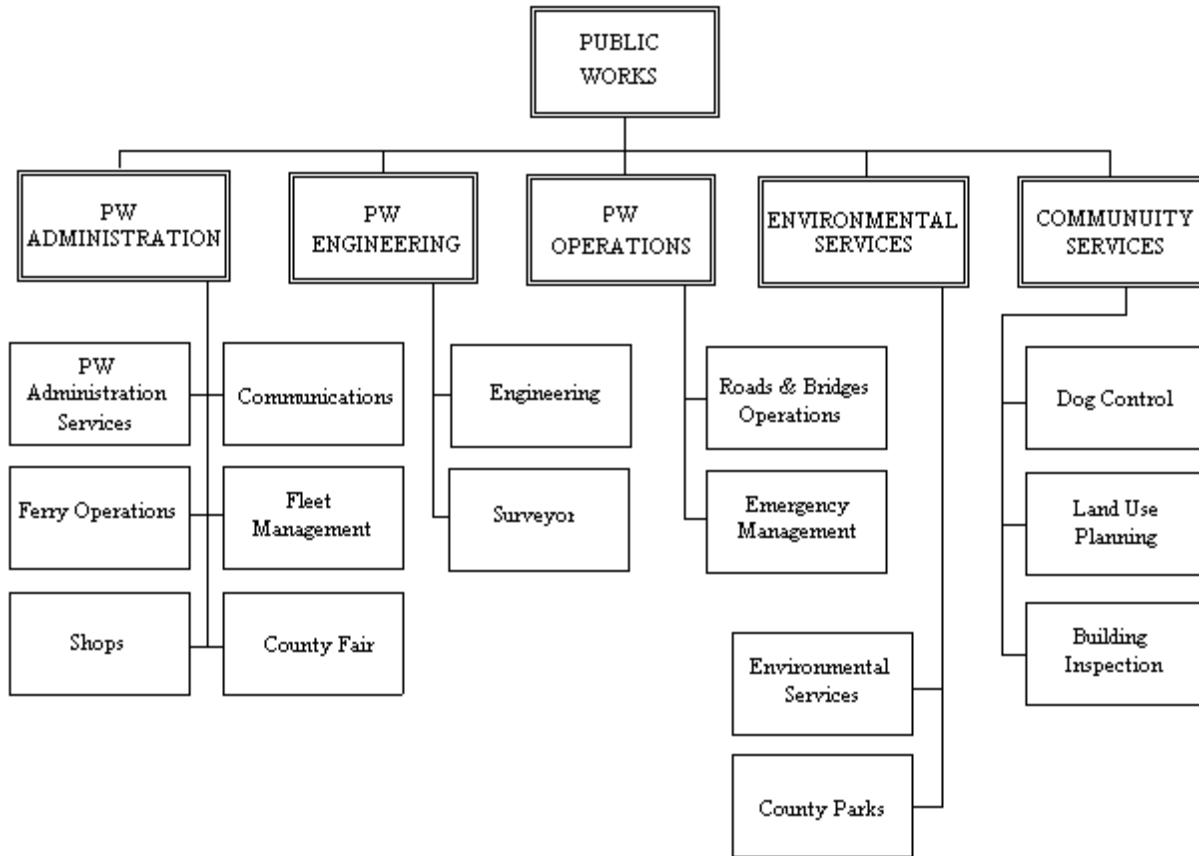 PUBLIC
WORKS
PW
ADMINISTRATION
PW
ENGINEERING
PW
OPERATIONS
ENVIRONMENTAL
SERVICES
COMMUNUITY
SERVICES
PW
Administration
Services
Communications
Engineering
Roads & Bridges
Operations
Dog Control
Ferry Operations
Fleet
Management
Surveyor
Emergency
Management
Land Use
Planning
Shops
County Fair
Environmental
Services
Building
Inspection
County Parks